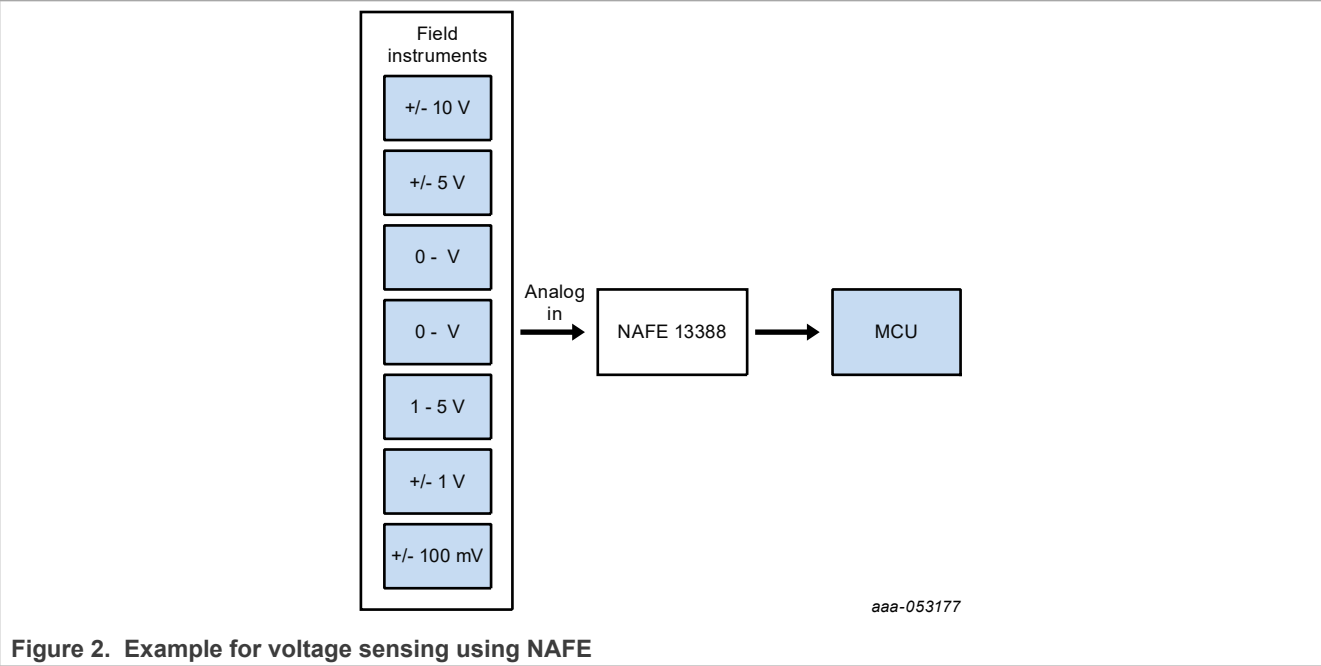 Field
instruments
+/- 10 V
+/- 5 V
0 -  V
0 -  V
1 - 5 V
+/- 1 V
+/- 100 mV
Analog
in
NAFE 13388
MCU
aaa-053177
Figure 2. Example for voltage sensing using NAFE